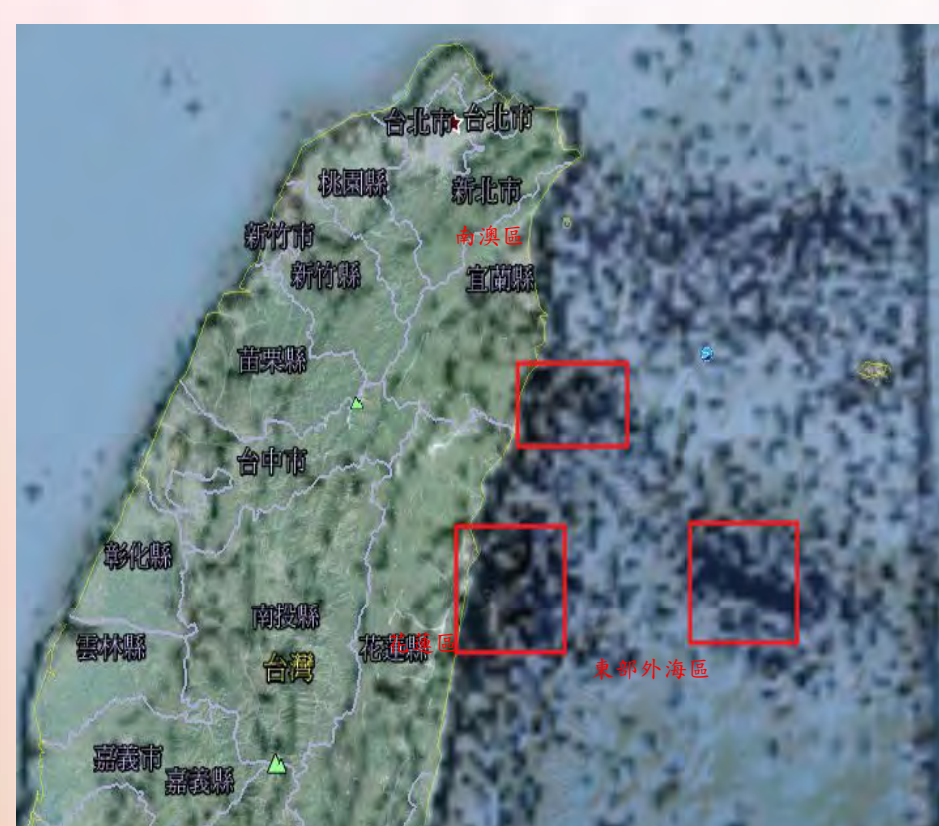 台北市 台北市
桃園縣
新北市
新竹市
南澳區
新竹縣
宜蘭縣
苗栗縣
台中市
彰化縣
南投縣
雲林縣
花蓮縣
台灣
東部外海區
嘉義市
嘉義縣